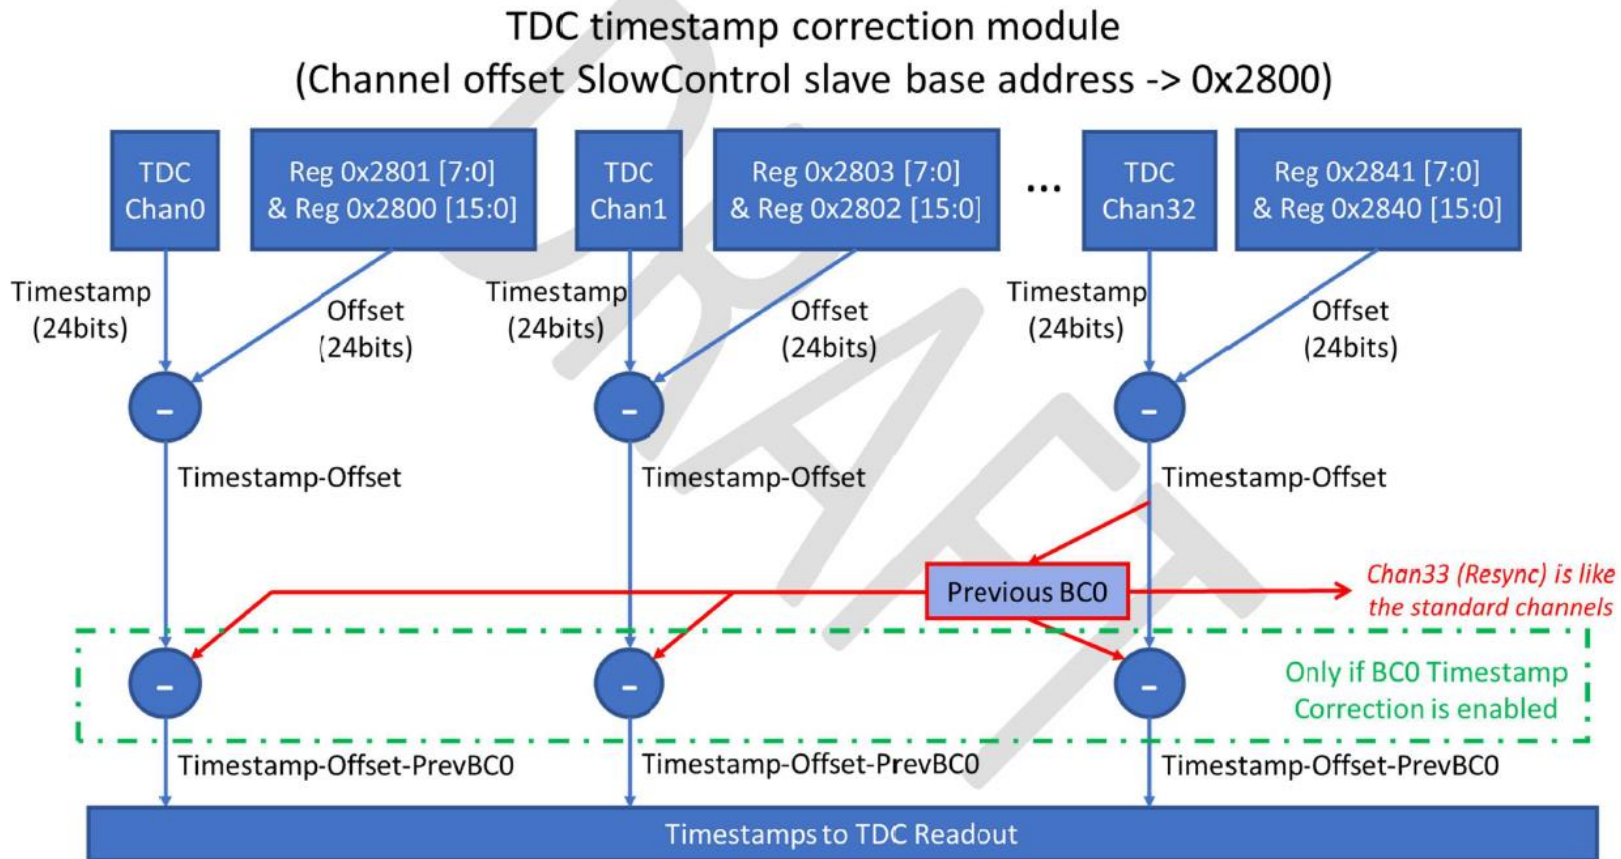 TDC timestamp correction module
(Channel offset SlowControl slave base address -> 0x2800)
TDC
Chan0
Reg 0x2801 [7:0]
& Reg 0x2800 [15:0]
TDC
Chan1
Reg 0x2803 [7:0]
& Reg 0x2802 [15:0]
...
TDC
Chan32
Reg 0x2841 [7:0]
& Reg 0x2840 [15:0]
Timestamp
(24bits)
Offset
(24bits)
Timestamp
(24bits)
Offset
(24bits)
Timestamp
(24bits)
Offset
(24bits)
-
-
-
Timestamp-Offset
Timestamp-Offset
Timestamp-Offset
Previous BC0
Chan33 (Resync) is like
the standard channels
-
-
-
Only if BC0 Timestamp
Correction is enabled
Timestamp-Offset-PrevBC0
Timestamp-Offset-PrevBC0
Timestamp-Offset-PrevBC0
Timestamps to TDC Readout
DRAFT